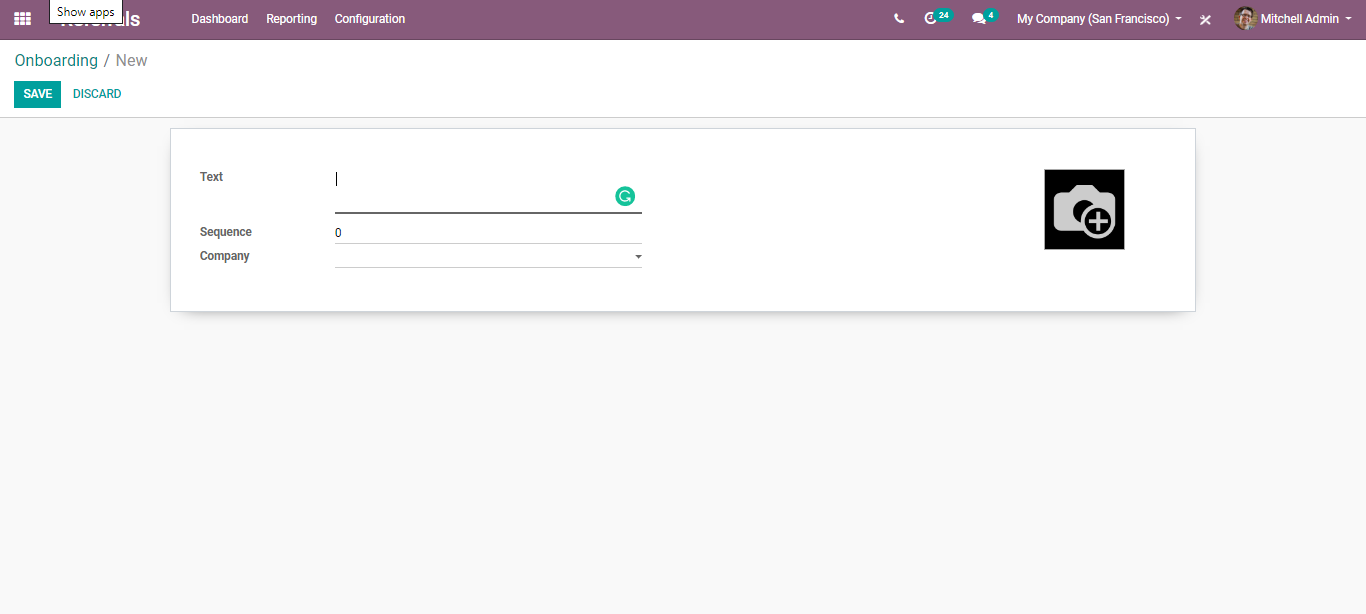 Show apps
Dashboard Reporting Configuration 24 4 My Company (San Francisco) Mitchell Admin
Onboarding / New
SAVE DISCARD
Text
Sequence 0
Company